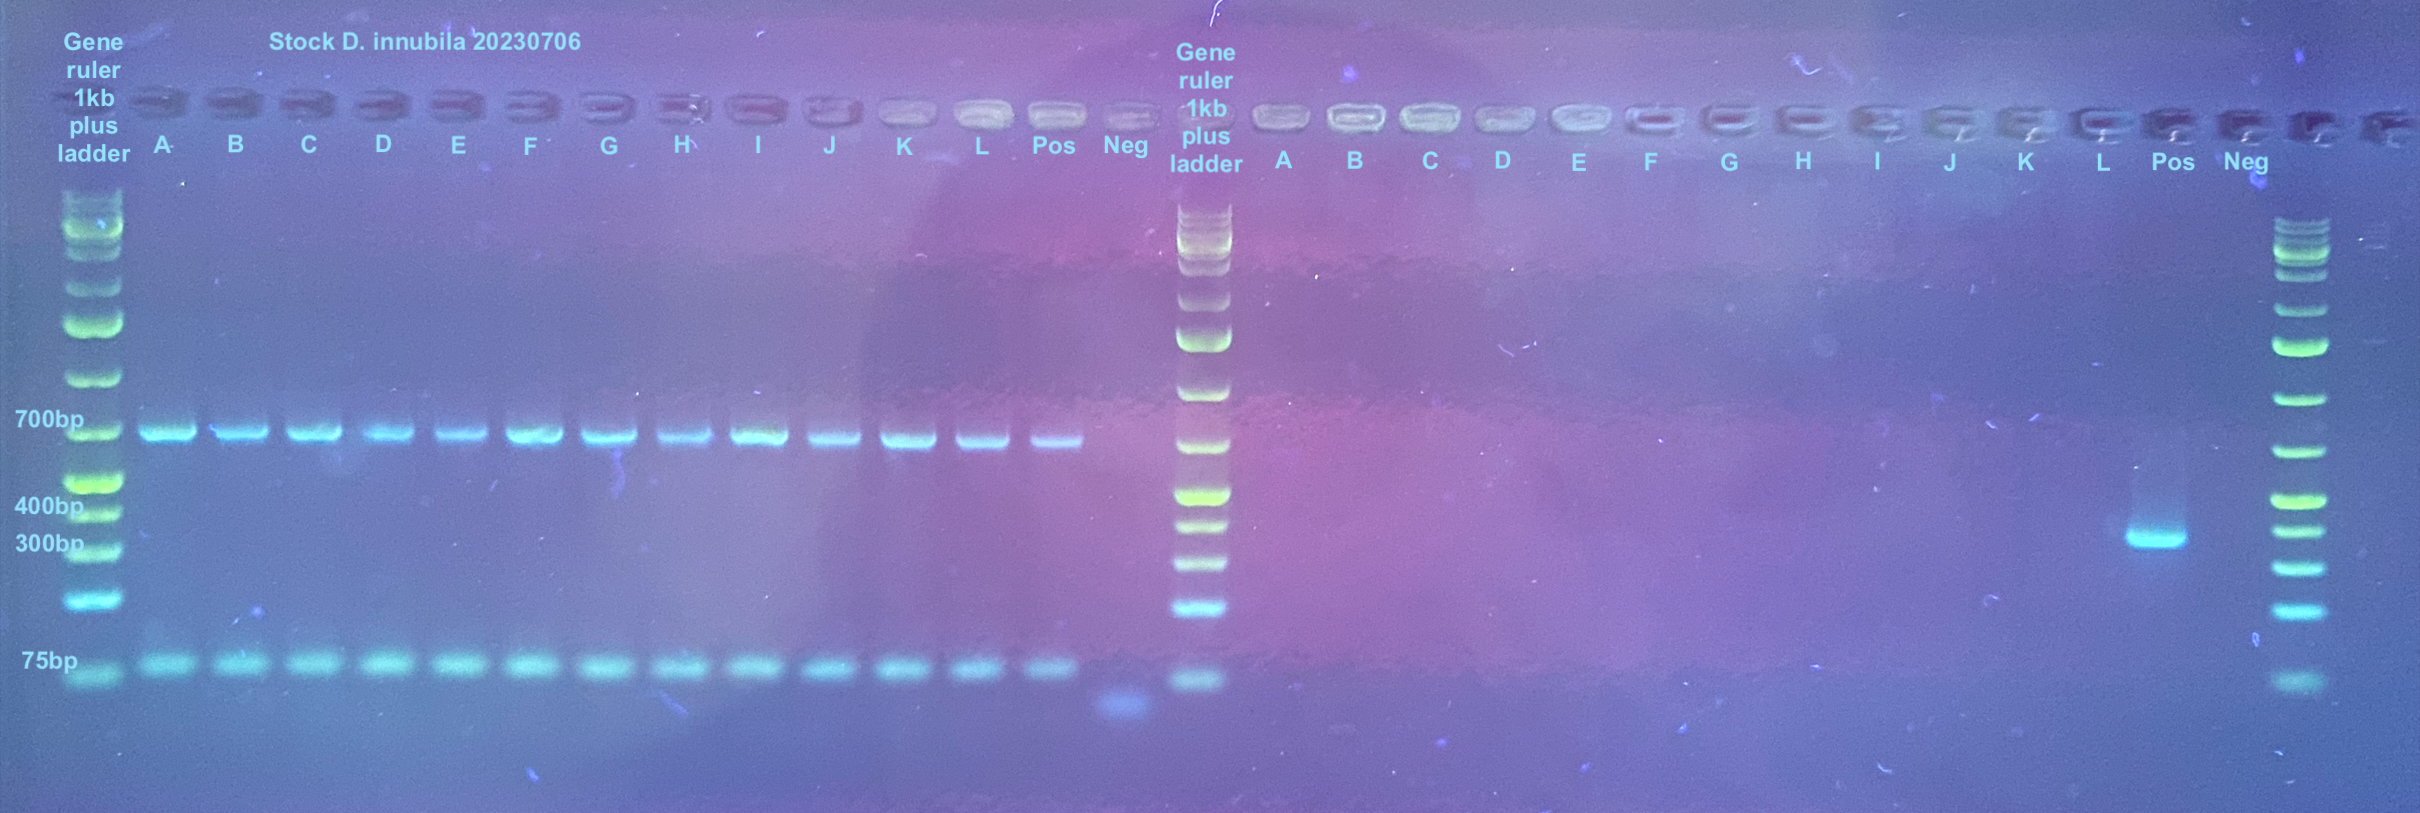 Stock D. innubila 20230706
Gene
ruler
1kb
plus
ladder
A B C D E F G H I J K L Pos Neg
Gene
ruler
1kb
plus
ladder
A B C D E F G H I J K L Pos Neg
700bp
400bp
300bp
75bp